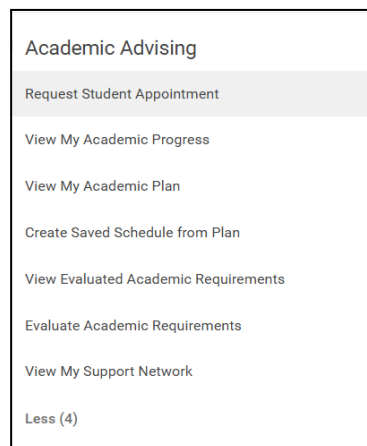 Academic Advising
Request Student Appointment
View My Academic Progress
View My Academic Plan
Create Saved Schedule from Plan
View Evaluated Academic Requirements
Evaluate Academic Requirements
View My Support Network
Less (4)